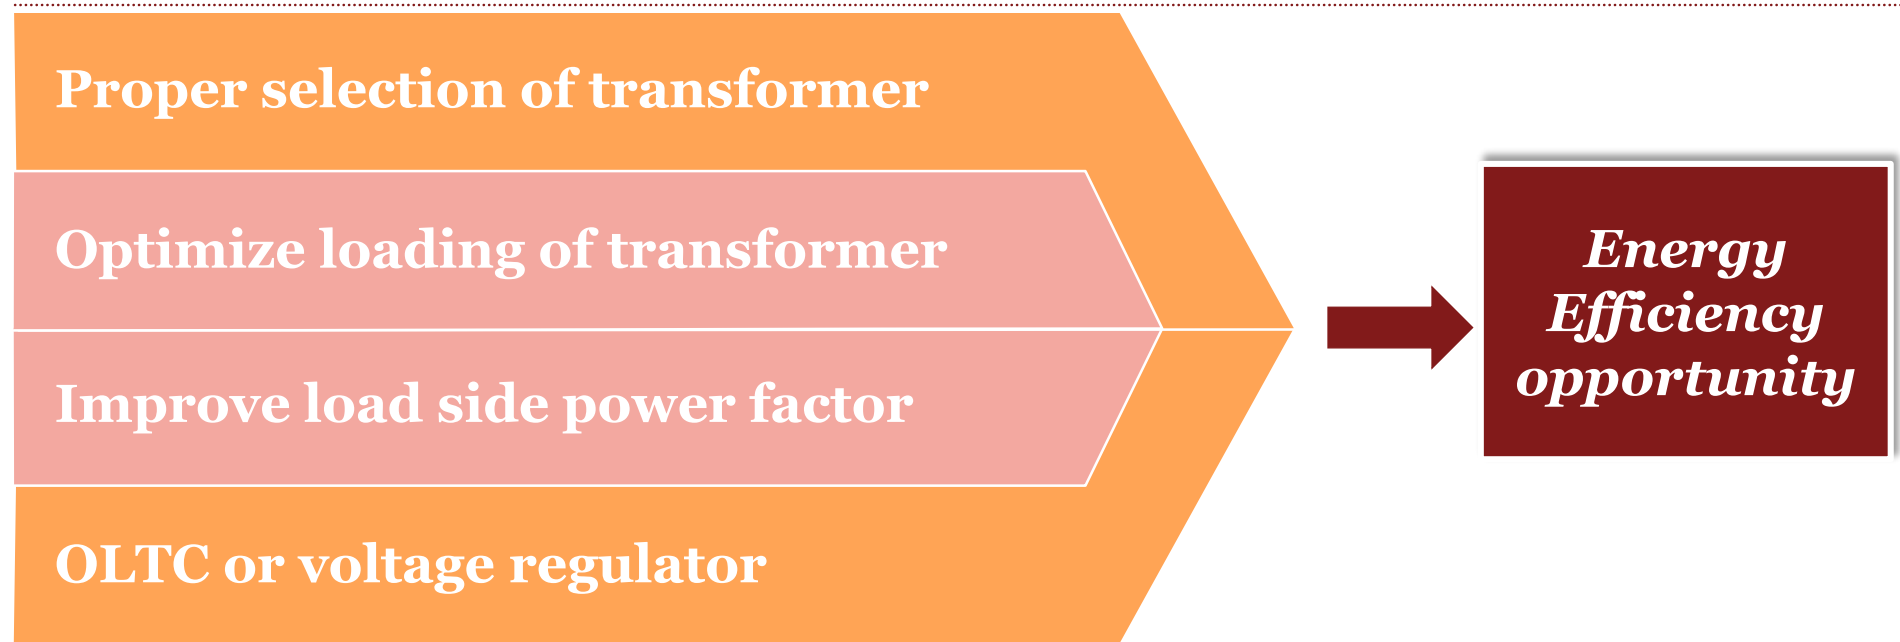 Proper selection of transformer
Optimize loading of transformer
Improve load side power factor
OLTC or voltage regulator
Energy
Efficiency
opportunity